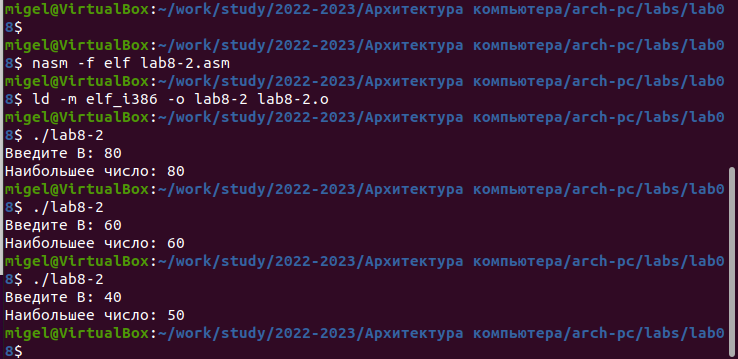 migel@VirtualBox:~/work/study/2022-2023/Архитектура компьютера/arch-pc/labs/lab0
8$
migel@VirtualBox:~/work/study/2022-2023/Архитектура компьютера/arch-pc/labs/lab0
8$ nasm -f elf lab8-2.asm
migel@VirtualBox:~/work/study/2022-2023/Архитектура компьютера/arch-pc/labs/lab0
8$ ld -m elf_i386 -o lab8-2 lab8-2.o
migel@VirtualBox:~/work/study/2022-2023/Архитектура компьютера/arch-pc/labs/lab0
8$ ./lab8-2
Введите В: 80
Наибольшее число: 80
migel@VirtualBox:~/work/study/2022-2023/Архитектура компьютера/arch-pc/labs/lab0
8$ ./lab8-2
Введите В: 60
Наибольшее число: 60
migel@VirtualBox:~/work/study/2022-2023/Архитектура компьютера/arch-pc/labs/lab0
8$ ./lab8-2
Введите В: 40
Наибольшее число: 50
migel@VirtualBox:~/work/study/2022-2023/Архитектура компьютера/arch-pc/labs/lab0
8$